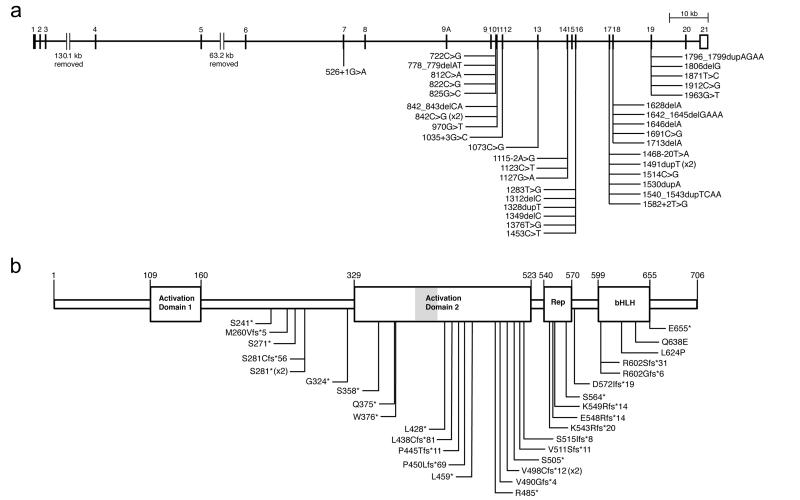 a
10 kb
1 2 3 4 5 6 7 8 9A 9 10 10 11 12 13 14 15 15 16 17 18 19 20 21
130.1 kb
removed
63.2 kb
removed
526+1G>A
722C>G
778_779delAT
812C>A
822C>G
825G>C
842_843delCA
842C>G (x2)
970G>T
1035+3G>C
1073C>G
1115-2A>G
1123C>T
1127G>A
1283T>G
1312delC
1328dupT
1349delC
1376T>G
1453C>T
1796_1799dupAGAA
1806delG
1871T>C
1912C>G
1963G>T
1628delA
1642_1645delGAAA
1646delA
1691C>G
1713delA
1468-20T>A
1491dupT (x2)
1514C>G
1530dupA
1540_1543dupTCAA
1582+2T>G
b
1 109 160 329 523 540 570 599 655 706
Activation
Domain 1
Activation
Domain 2
Rep
bHLH
S241*
M260Vfs*5
S271*
S281Cfs*56
S281*(x2)
G324*
S358*
Q375*
W376*
L428*
L438Cfs*81
P445Tfs*11
P450Lfs*69
L459*
E655*
Q638E
L624P
R602Sfs*31
R602Gfs*6
D572Ifs*19
S564*
K549Rfs*14
E548Rfs*14
K543Rfs*20
S515Ifs*8
V511Sfs*11
S505*
V498Cfs*12 (x2)
V490Gfs*4
R485*